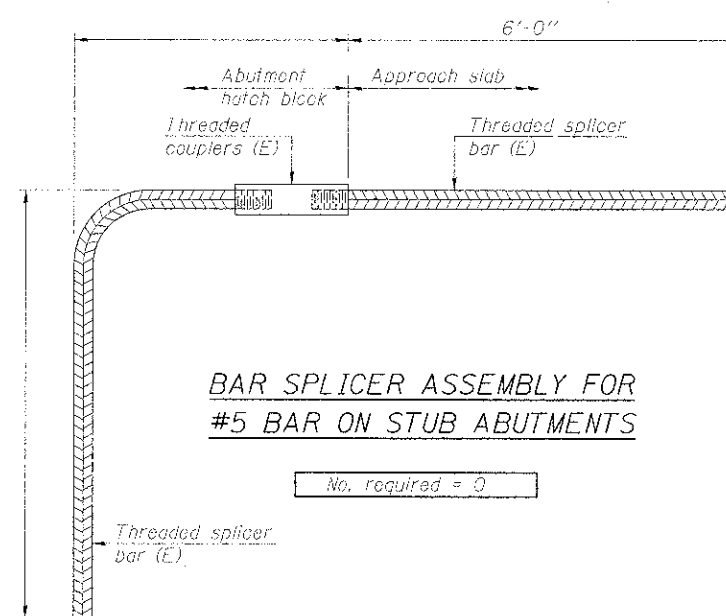 6'-0"
Abutment
hatch block
Approach slab
Threaded
couplers (E)
Threaded splicer
bar (E)
BAR SPLICER ASSEMBLY FOR
#5 BAR ON STUB ABUTMENTS
No. required = 0
Threaded splicer
bar (E)